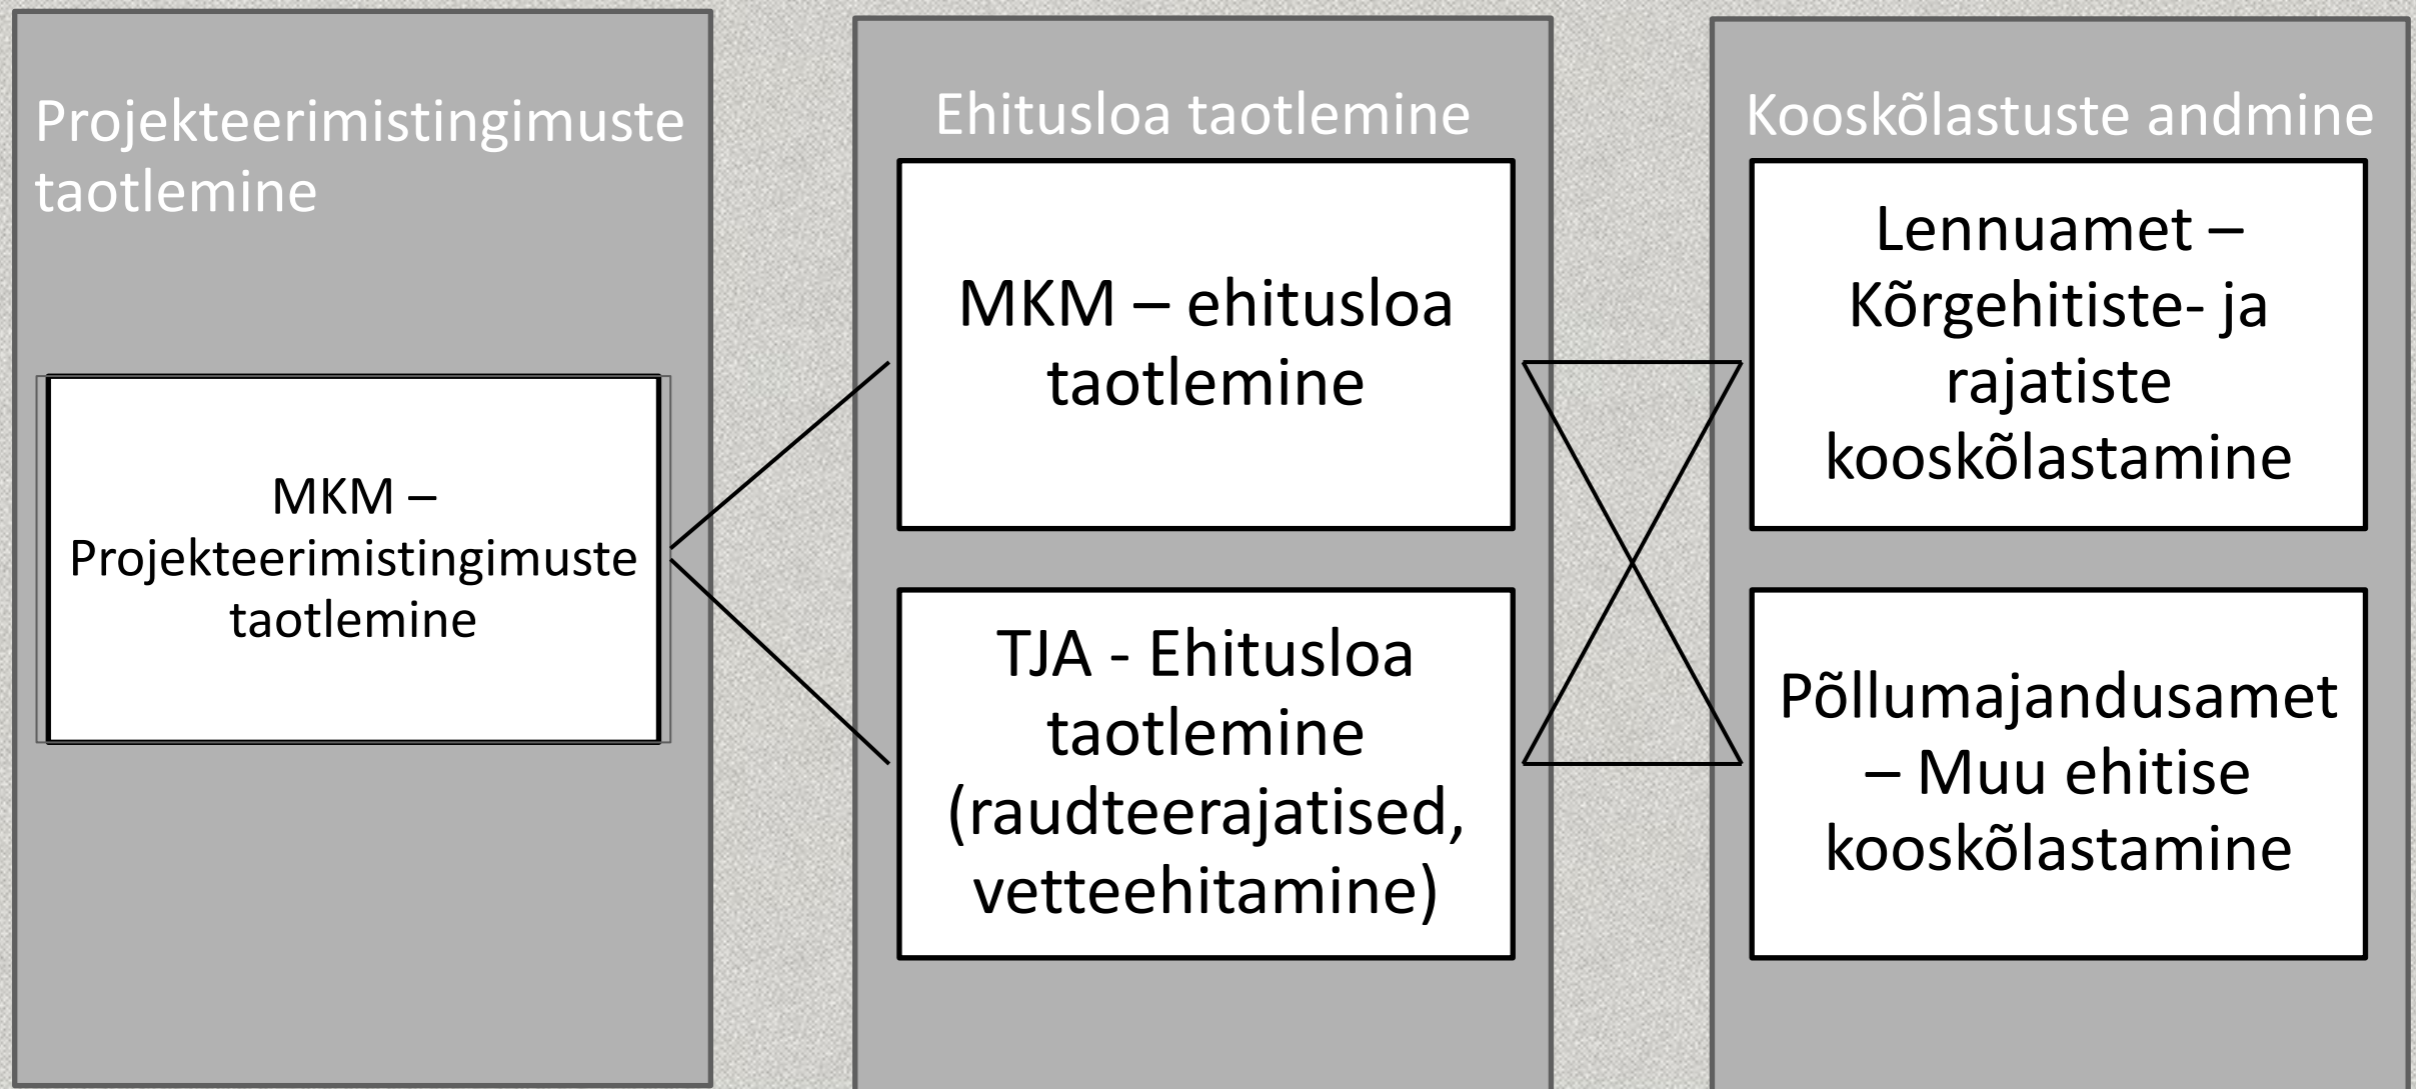 Projekteerimistingimuste
taotlemine
MKM –
Projekteerimistingimuste
taotlemine
Ehitusloa taotlemine
MKM – ehitusloa
taotlemine
TJA - Ehitusloa
taotlemine
(raudteerajatised,
vetteehitamine)
Kooskõlastuste andmine
Lennuamet –
Kõrgehitiste- ja
rajatiste
kooskõlastamine
Põllumajandusamet
– Muu ehitise
kooskõlastamine